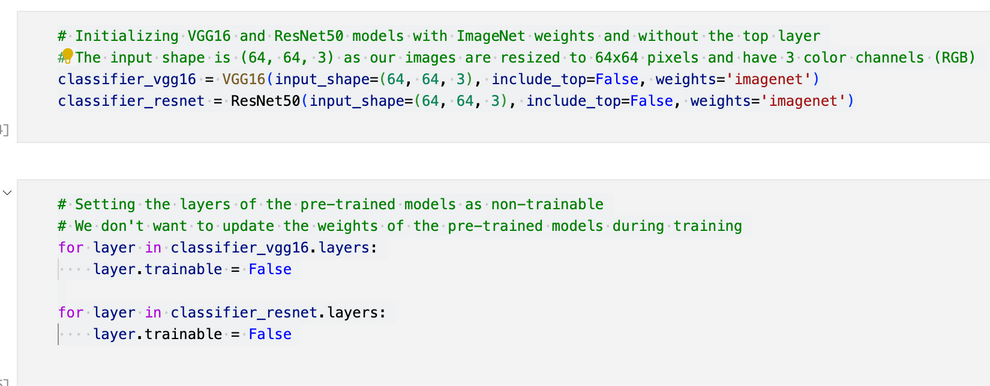 # Initializing VGG16 and ResNet50 models with ImageNet weights and without the top layer
# The input shape is (64, 64, 3) as our images are resized to 64x64 pixels and have 3 color channels (RGB)
classifier_vgg16 = VGG16(input_shape=(64, 64, 3), include_top=False, weights='imagenet')
classifier_resnet = ResNet50(input_shape=(64, 64, 3), include_top=False, weights='imagenet')
# Setting the layers of the pre-trained models as non-trainable
# We don't want to update the weights of the pre-trained models during training
for layer in classifier_vgg16.layers:
    layer.trainable = False
for layer in classifier_resnet.layers:
    layer.trainable = False